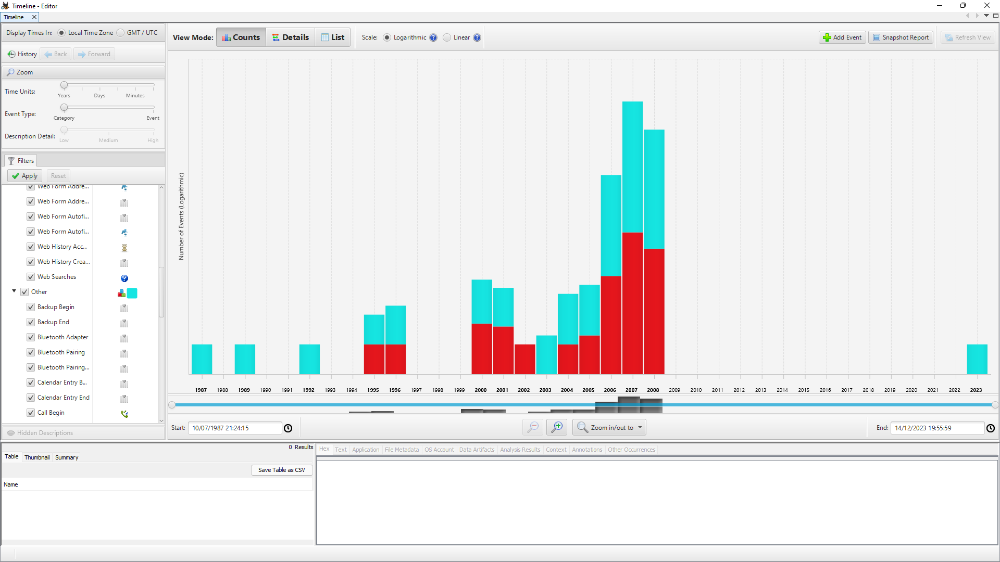 Timeline - Editor
Timeline
Display Times In: Local Time Zone GMT / UTC
History Back Forward
Zoom
Time Units:
Years Days Minutes
Event Type:
Category Event
Description Detail:
Low Medium High
Filters
Apply Reset
Web Form Addre...
Web Form Addre...
Web Form Autofi...
Web Form Autofi...
Web History Acc...
Web History Crea...
Web Searches
Other
Backup Begin
Backup End
Bluetooth Adapter
Bluetooth Pairing
Bluetooth Pairing...
Calendar Entry B...
Calendar Entry End
Call Begin
Hidden Descriptions
View Mode: Counts Details List Scale: Logarithmic Linear Add Event Snapshot Report Refresh View
Number of Events (Logarithmic)
1987 1988 1989 1990 1991 1992 1993 1994 1995 1996 1997 1998 1999 2000 2001 2002 2003 2004 2005 2006 2007 2008 2009 2010 2011 2012 2013 2014 2015 2016 2017 2018 2019 2020 2021 2022 2023
Start: 10/07/1987 21:24:15 Zoom in/out to End: 14/12/2023 19:55:59
0 Results
Table Thumbnail Summary
Save Table as CSV
Name
Hex Text Application File Metadata OS Account Data Artifacts Analysis Results Context Annotations Other Occurrences